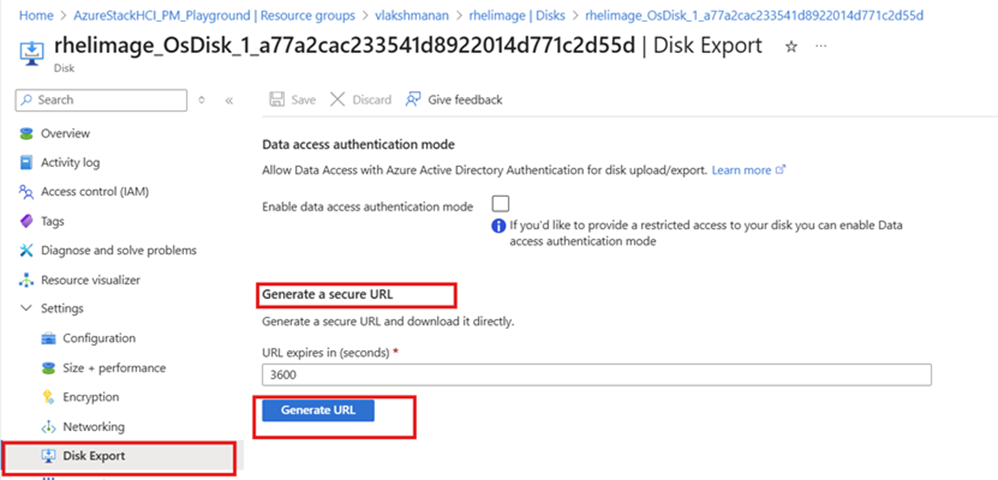 Home > AzureStackHCI_PM_Playground | Resource groups > vlakshmanan > rhelimage | Disks > rhelimage_OsDisk_1_a77a2cac233541d8922014d771c2d55d
rhelimage_OsDisk_1_a77a2cac233541d8922014d771c2d55d | Disk Export
Disk
Search
Save Discard Give feedback
Overview
Activity log
Access control (IAM)
Tags
Diagnose and solve problems
Resource visualizer
Settings
Configuration
Size + performance
Encryption
Networking
Disk Export
Data access authentication mode
Allow Data Access with Azure Active Directory Authentication for disk upload/export. Learn more
Enable data access authentication mode
If you'd like to provide a restricted access to your disk you can enable Data
access authentication mode
Generate a secure URL
Generate a secure URL and download it directly.
URL expires in (seconds) *
3600
Generate URL